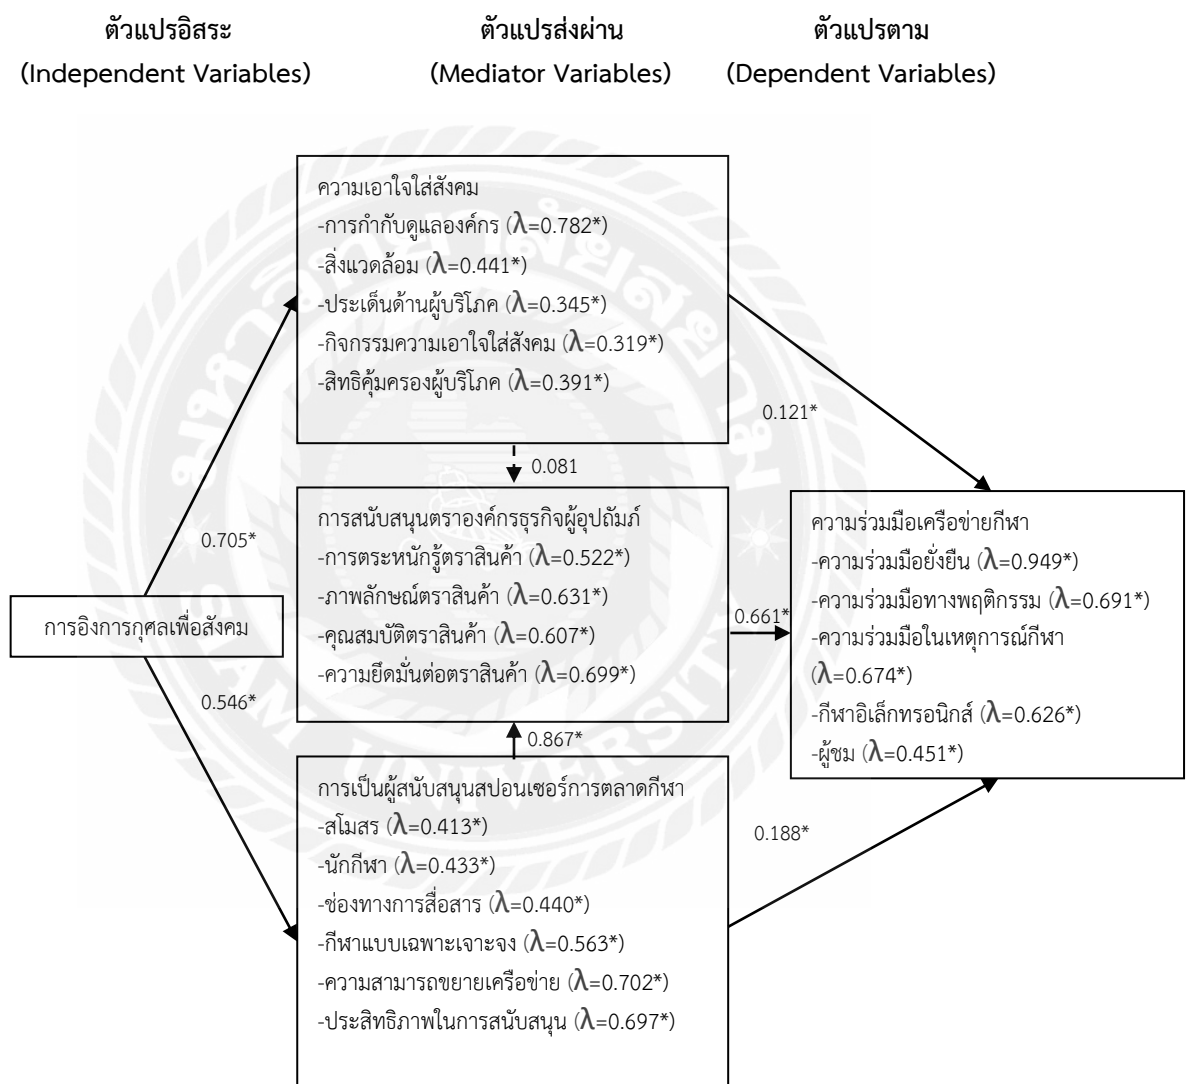 ตัวแปรอิสระ
(Independent Variables)
ตัวแปรส่งผ่าน
(Mediator Variables)
ตัวแปรตาม
(Dependent Variables)
ความเอาใจใส่สังคม
-การกำกับดูแลองค์กร (λ=0.782*)
-สิ่งแวดล้อม (λ=0.441*)
-ประเด็นด้านผู้บริโภค (λ=0.345*)
-กิจกรรมความเอาใจใส่สังคม (λ=0.319*)
-สิทธิคุ้มครองผู้บริโภค (λ=0.391*)
0.121*
0.081
การสนับสนุนตราองค์กรธุรกิจผู้อุปถัมภ์
-การตระหนักรู้ตราสินค้า (λ=0.522*)
-ภาพลักษณ์ตราสินค้า (λ=0.631*)
-คุณสมบัติตราสินค้า (λ=0.607*)
-ความยึดมั่นต่อตราสินค้า (λ=0.699*)
0.705*
การอิงการกุศลเพื่อสังคม
0.546*
0.661*
ความร่วมมือเครือข่ายกีฬา
-ความร่วมมือยั่งยืน (λ=0.949*)
-ความร่วมมือทางพฤติกรรม (λ=0.691*)
-ความร่วมมือในเหตุการณ์กีฬา
(λ=0.674*)
-กีฬาอิเล็กทรอนิกส์ (λ=0.626*)
-ผู้ชม (λ=0.451*)
0.867*
การเป็นผู้สนับสนุนสปอนเซอร์การตลาดกีฬา
-สโมสร (λ=0.413*)
-นักกีฬา (λ=0.433*)
-ช่องทางการสื่อสาร (λ=0.440*)
-กีฬาแบบเฉพาะเจาะจง (λ=0.563*)
-ความสามารถขยายเครือข่าย (λ=0.702*)
-ประสิทธิภาพในการสนับสนุน (λ=0.697*)
0.188*
มหาวิทยาลัยสยาม
SIAM UNIVERSITY